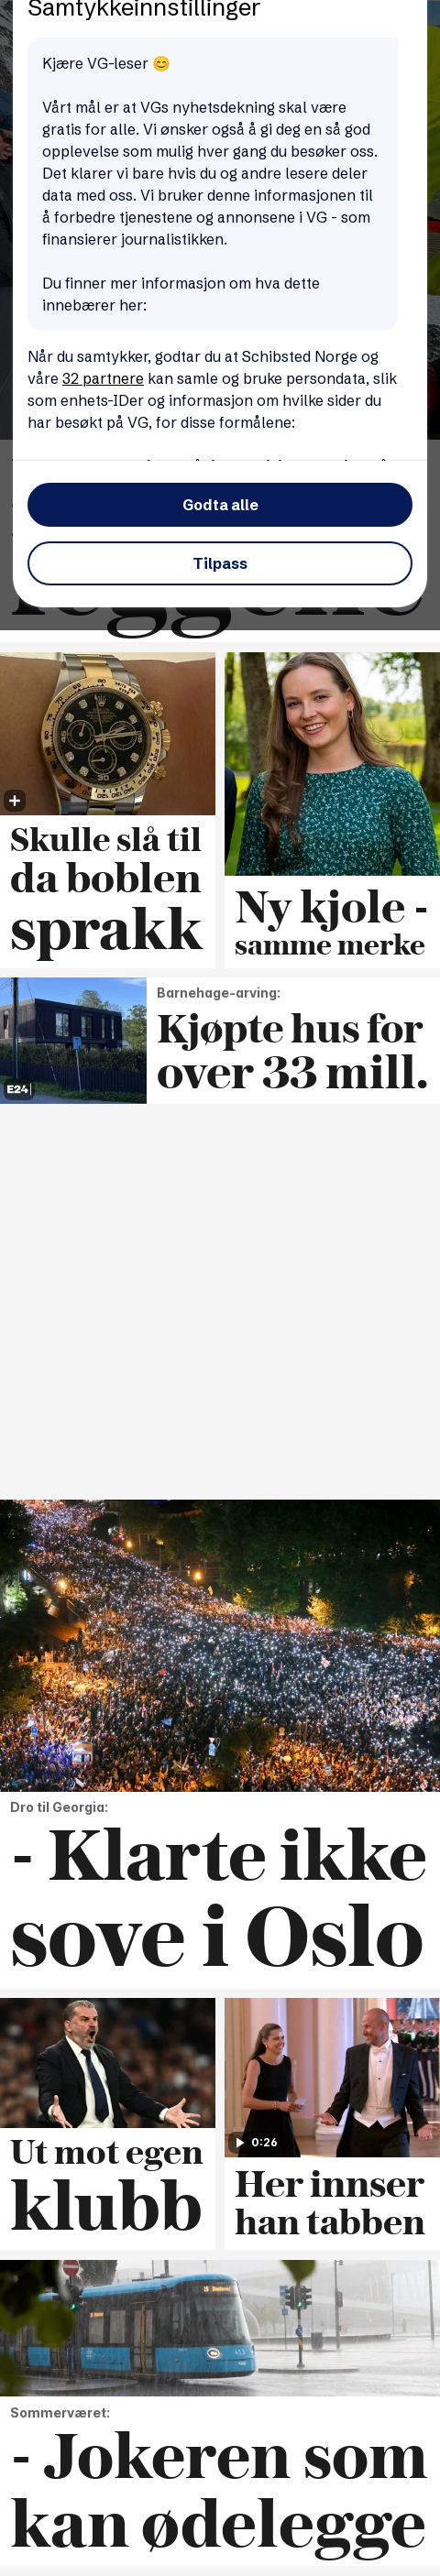 Samtykkeinnstillinger
Kjære VG-leser 😊
Vårt mål er at VGs nyhetsdekning skal være
gratis for alle. Vi ønsker også å gi deg en så god
opplevelse som mulig hver gang du besøker oss.
Det klarer vi bare hvis du og andre lesere deler
data med oss. Vi bruker denne informasjonen til
å forbedre tjenestene og annonsene i VG - som
finansierer journalistikken.
Du finner mer informasjon om hva dette
innebærer her:
Når du samtykker, godtar du at Schibsted Norge og
våre 32 partnere kan samle og bruke persondata, slik
som enhets-IDer og informasjon om hvilke sider du
har besøkt på VG, for disse formålene:
Godta alle
Tilpass
Skulle slå til
da boblen
sprakk
Ny kjole -
samme merke
Barnehage-arving:
Kjøpte hus for
over 33 mill.
E24
Dro til Georgia:
- Klarte ikke
sove i Oslo
Ut mot egen
klubb
0:26
Her innser
han tabben
Sommerværet:
- Jokeren som
kan ødelegge